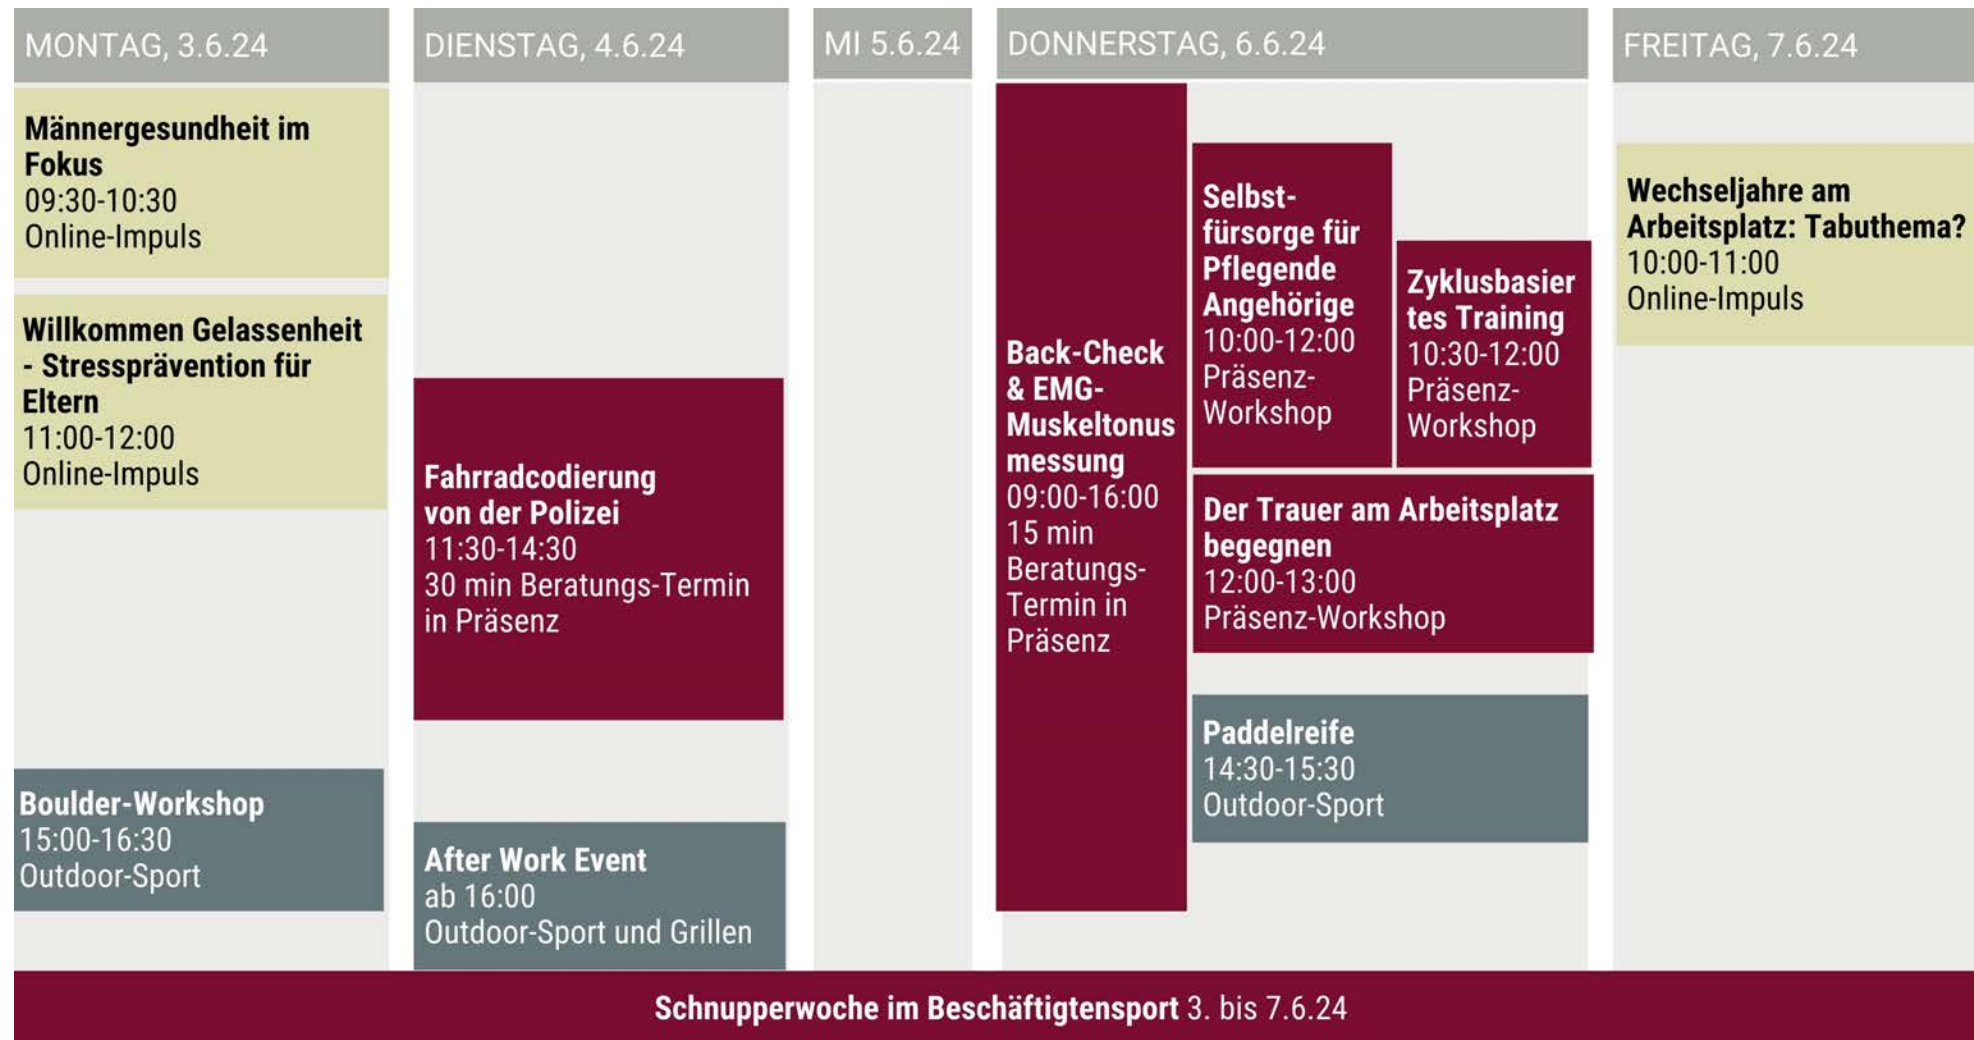 MONTAG, 3.6.24
Männergesundheit im
Fokus
09:30-10:30
Online-Impuls
Willkommen Gelassenheit
- Stressprävention für
Eltern
11:00-12:00
Online-Impuls
Boulder-Workshop
15:00-16:30
Outdoor-Sport
DIENSTAG, 4.6.24
Fahrradcodierung
von der Polizei
11:30-14:30
30 min Beratungs-Termin
in Präsenz
After Work Event
ab 16:00
Outdoor-Sport und Grillen
MI 5.6.24
DONNERSTAG, 6.6.24
Back-Check
& EMG-
Muskeltonus
messung
09:00-16:00
15 min
Beratungs-
Termin in
Präsenz
Selbst-
fürsorge für
Pflegende
Angehörige
10:00-12:00
Präsenz-
Workshop
Zyklusbasier
tes Training
10:30-12:00
Präsenz-
Workshop
Der Trauer am Arbeitsplatz
begegnen
12:00-13:00
Präsenz-Workshop
Paddelreife
14:30-15:30
Outdoor-Sport
FREITAG, 7.6.24
Wechseljahre am
Arbeitsplatz: Tabuthema?
10:00-11:00
Online-Impuls
Schnupperwoche im Beschäftigtensport 3. bis 7.6.24